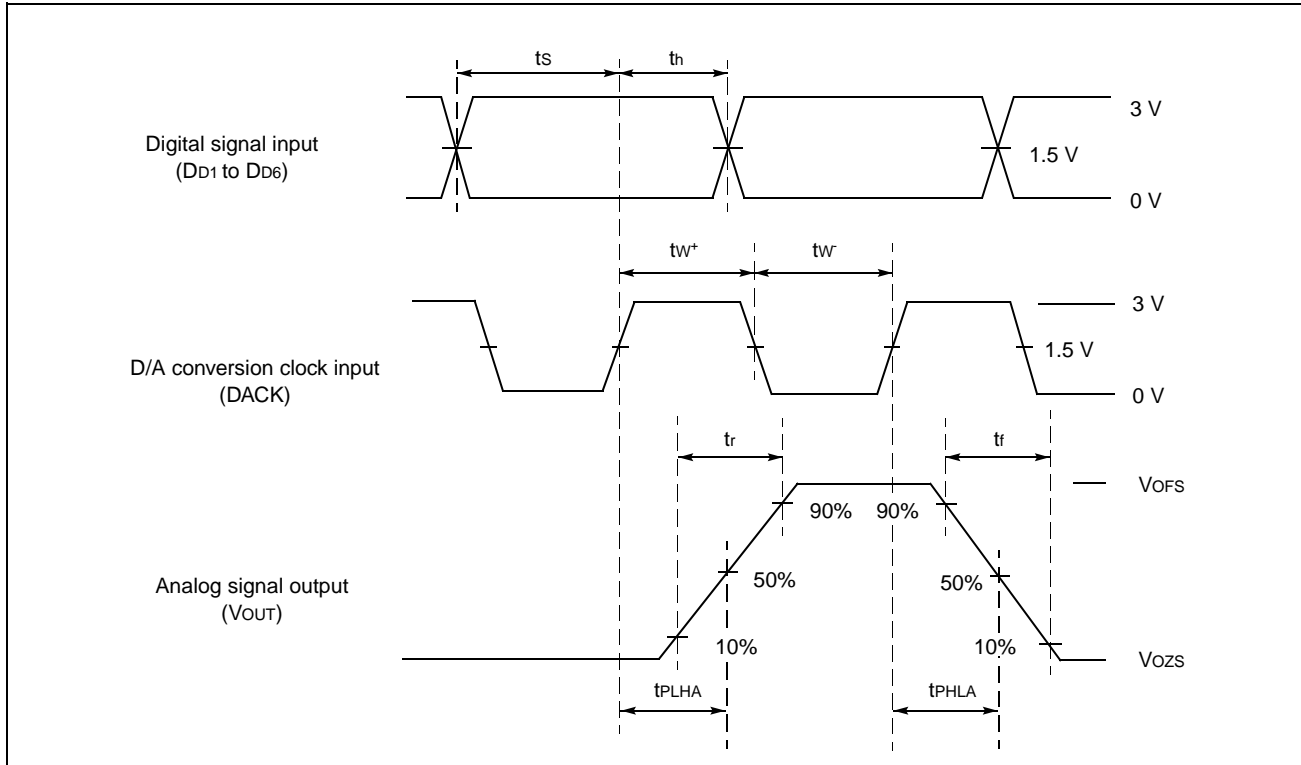 tS th
3 V
Digital signal input
(DD1 to DD6)
1.5 V
0 V
tW+ tW-
3 V
D/A conversion clock input
(DACK)
1.5 V
0 V
tr tf
VOFS
90% 90%
Analog signal output
(VOUT)
50% 50%
10% 10%
VOZS
tPLHA tPHLA